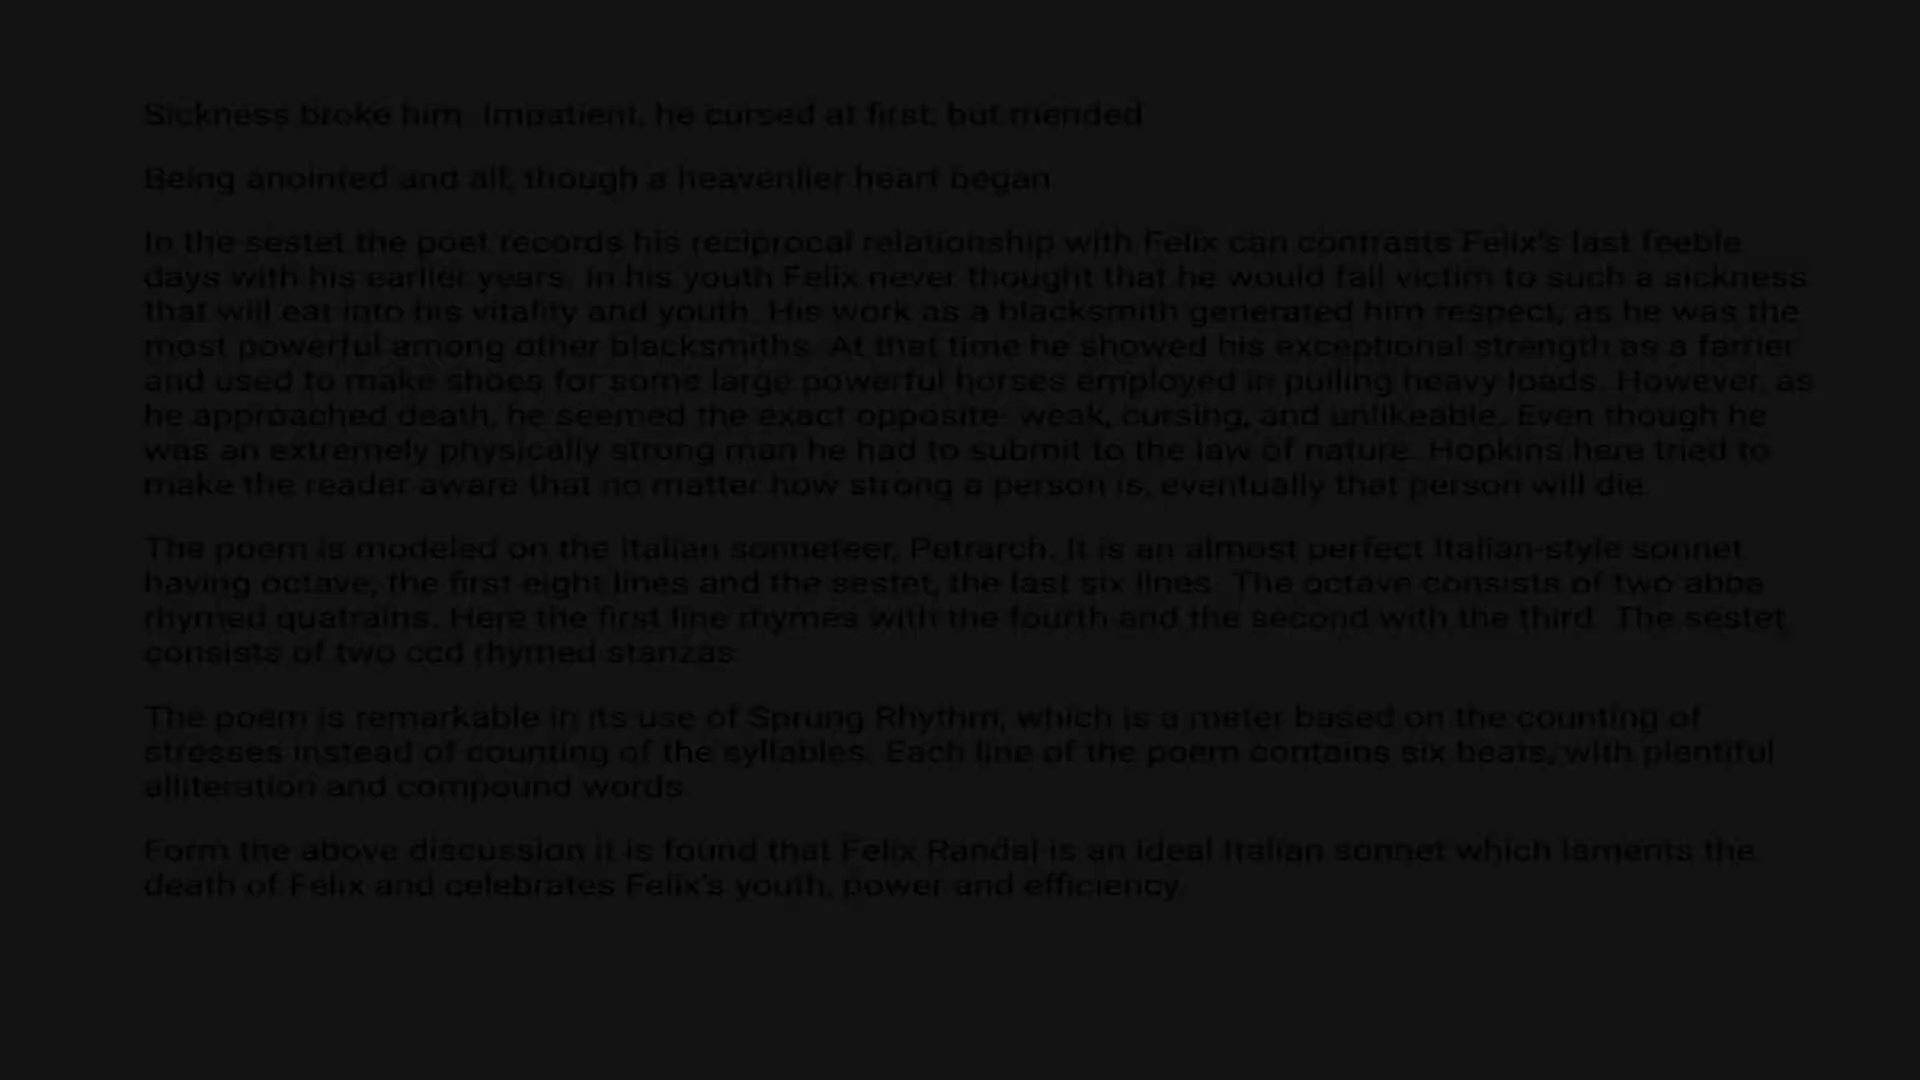 Sickness broke him. Impatient, he cursed at first, but mended
Being anointed and all; though a heavenlier heart began
In the sestet the poet records his reciprocal relationship with Felix can contrasts Felix's last feeble
days with his earlier years. In his youth Felix never thought that he would fall victim to such a sickness
that will eat into his vitality and youth. His work as a blacksmith generated him respect, as he was the
most powerful among other blacksmiths. At that time he showed his exceptional strength as a farrier
and used to make shoes for some large powerful horses employed in pulling heavy loads. However, as
he approached death, he seemed the exact opposite: weak, cursing, and unlikeable. Even though he
was an extremely physically strong man he had to submit to the law of nature. Hopkins here tried to
make the reader aware that no matter how strong a person is, eventually that person will die.
The poem is modeled on the Italian sonneteer, Petrarch. It is an almost perfect Italian-style sonnet
having octave, the first eight lines and the sestet, the last six lines. The octave consists of two abba
rhymed quatrains. Here the first line rhymes with the fourth and the second with the third. The sestet
consists of two ccd rhymed stanzas.
The poem is remarkable in its use of Sprung Rhythm, which is a meter based on the counting of
stresses instead of counting of the syllables. Each line of the poem contains six beats, with plentiful
alliteration and compound words.
Form the above discussion it is found that Felix Randal is an ideal Italian sonnet which laments the
death of Felix and celebrates Felix's youth, power and efficiency.